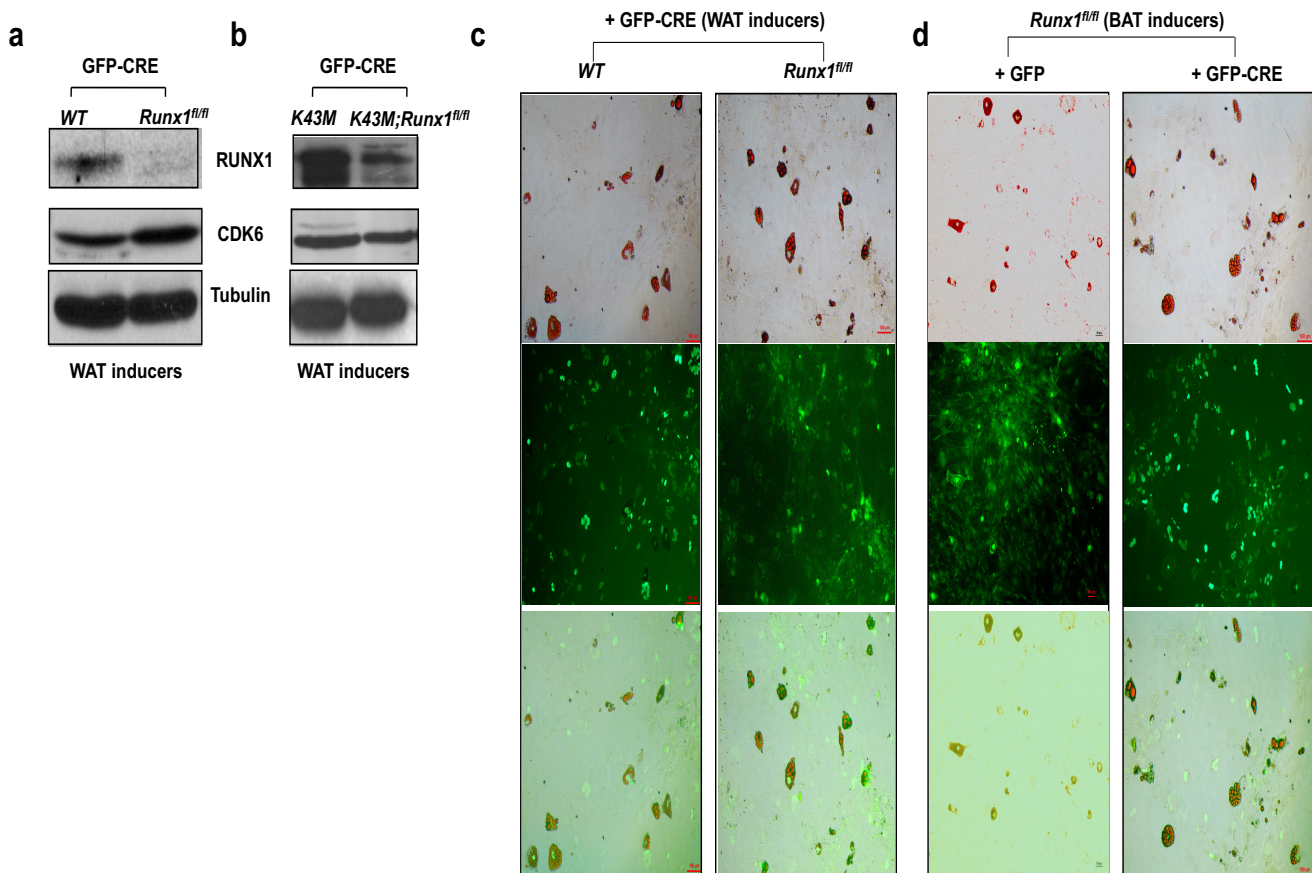 a
GFP-CRE
WT Runx1fl/fl
b
GFP-CRE
K43M K43M;Runx1fl/fl
RUNX1
CDK6
Tubulin
WAT inducers
WAT inducers
c
+ GFP-CRE (WAT inducers)
WT Runx1fl/fl
d
Runx1fl/fl (BAT inducers)
+ GFP + GFP-CRE